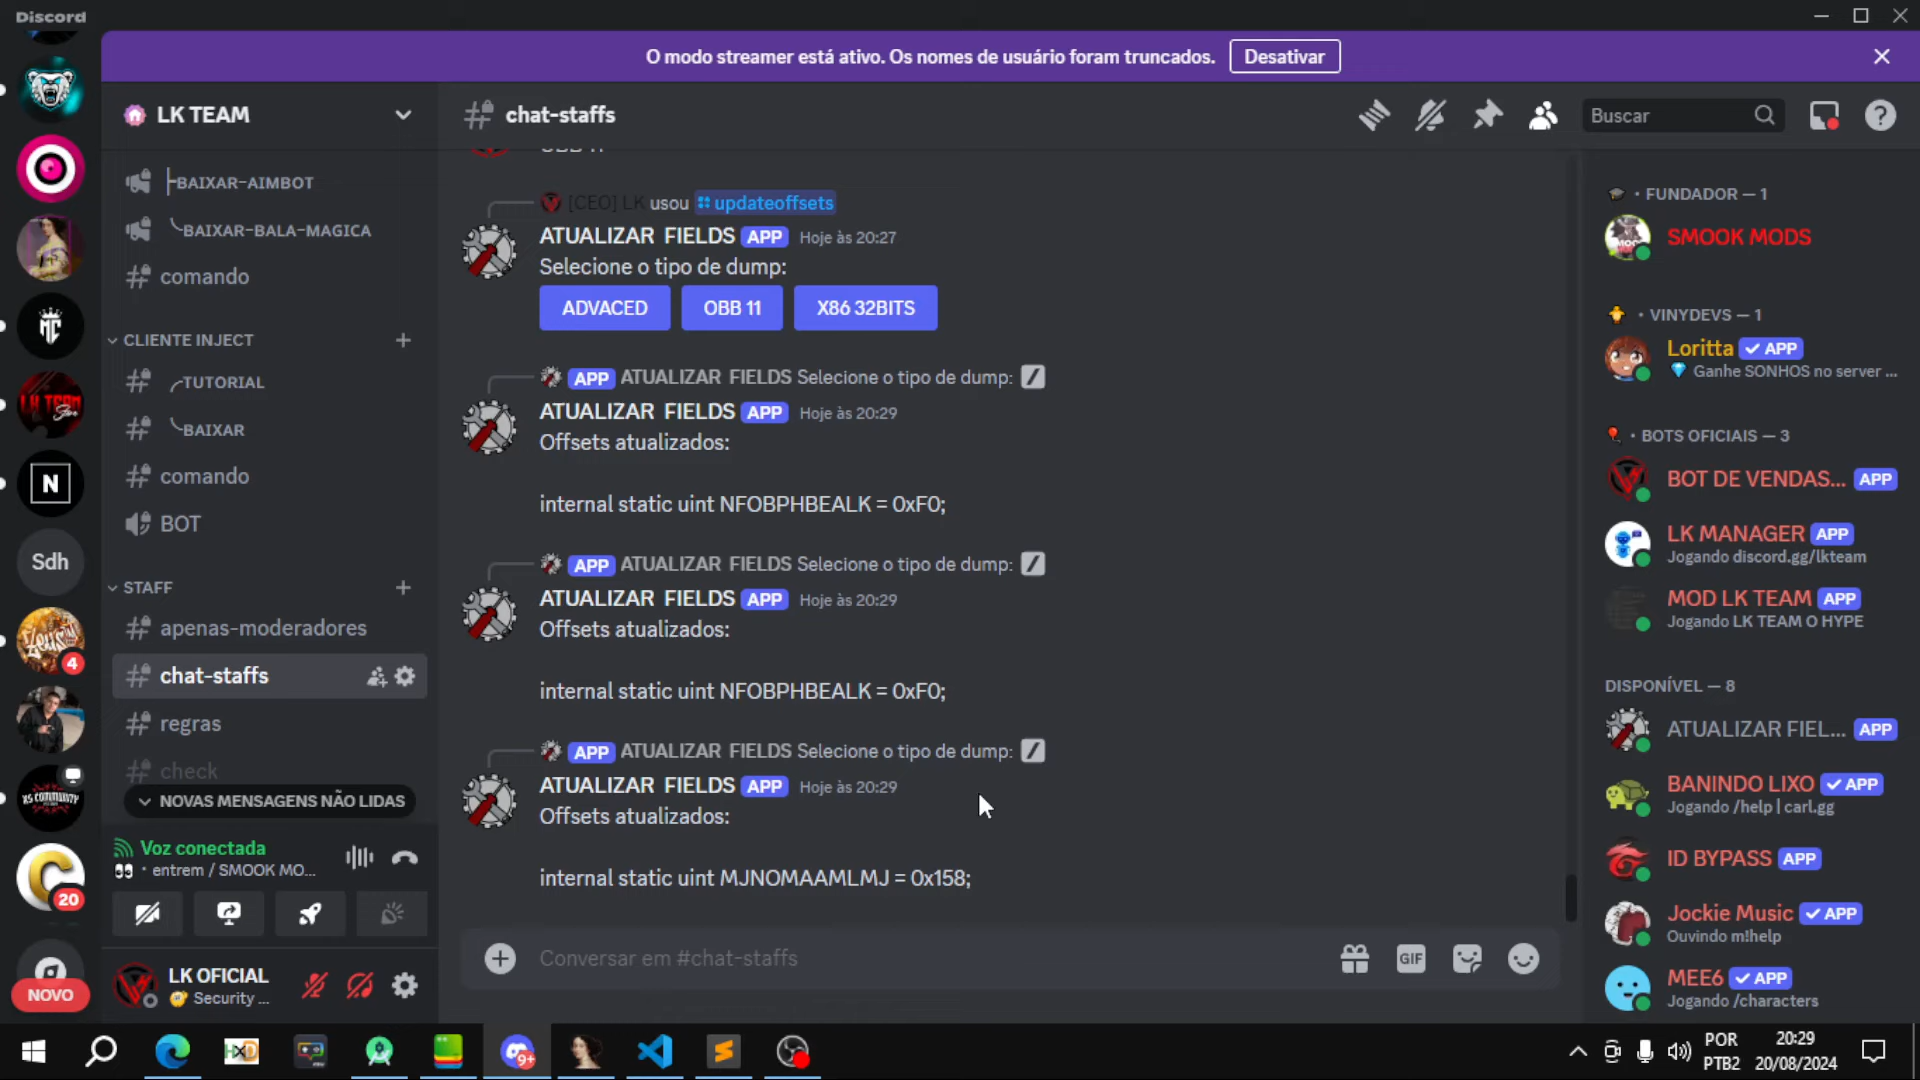 Discord
O modo streamer está ativo. Os nomes de usuário foram truncados.
Desativar
LK TEAM
chat-staffs
Buscar
BAIXAR-AIMBOT
BAIXAR-BALA-MAGICA
comando
CLIENTE INJECT
TUTORIAL
BAIXAR
comando
BOT
STAFF
apenas-moderadores
chat-staffs
regras
check
NOVAS MENSAGENS NÃO LIDAS
Voz conectada
entrem / SMOOK MO...
LK OFICIAL
Security ...
N
Sdh
4
20
NOVO
OBB 11
[CEO] LK usou updateoffsets
ATUALIZAR FIELDS APP Hoje às 20:27
Selecione o tipo de dump:
ADVACED
OBB 11
X86 32BITS
APP ATUALIZAR FIELDS Selecione o tipo de dump:
ATUALIZAR FIELDS APP Hoje às 20:29
Offsets atualizados:
internal static uint NFOBPHBEALK = 0xF0;
APP ATUALIZAR FIELDS Selecione o tipo de dump:
ATUALIZAR FIELDS APP Hoje às 20:29
Offsets atualizados:
internal static uint NFOBPHBEALK = 0xF0;
APP ATUALIZAR FIELDS Selecione o tipo de dump:
ATUALIZAR FIELDS APP Hoje às 20:29
Offsets atualizados:
internal static uint MJNOMAAMLMJ = 0x158;
Conversar em #chat-staffs
GIF
• FUNDADOR — 1
SMOOK MODS
• VINYDEVS — 1
Loritta APP
Ganhe SONHOS no server ...
• BOTS OFICIAIS — 3
BOT DE VENDAS... APP
LK MANAGER APP
Jogando discord.gg/lkteam
MOD LK TEAM APP
Jogando LK TEAM O HYPE
DISPONÍVEL — 8
ATUALIZAR FIEL... APP
BANINDO LIXO APP
Jogando /help | carl.gg
ID BYPASS APP
Jockie Music APP
Ouvindo m!help
MEE6 APP
Jogando /characters
HXD
9+
POR
PTB2
20:29
20/08/2024